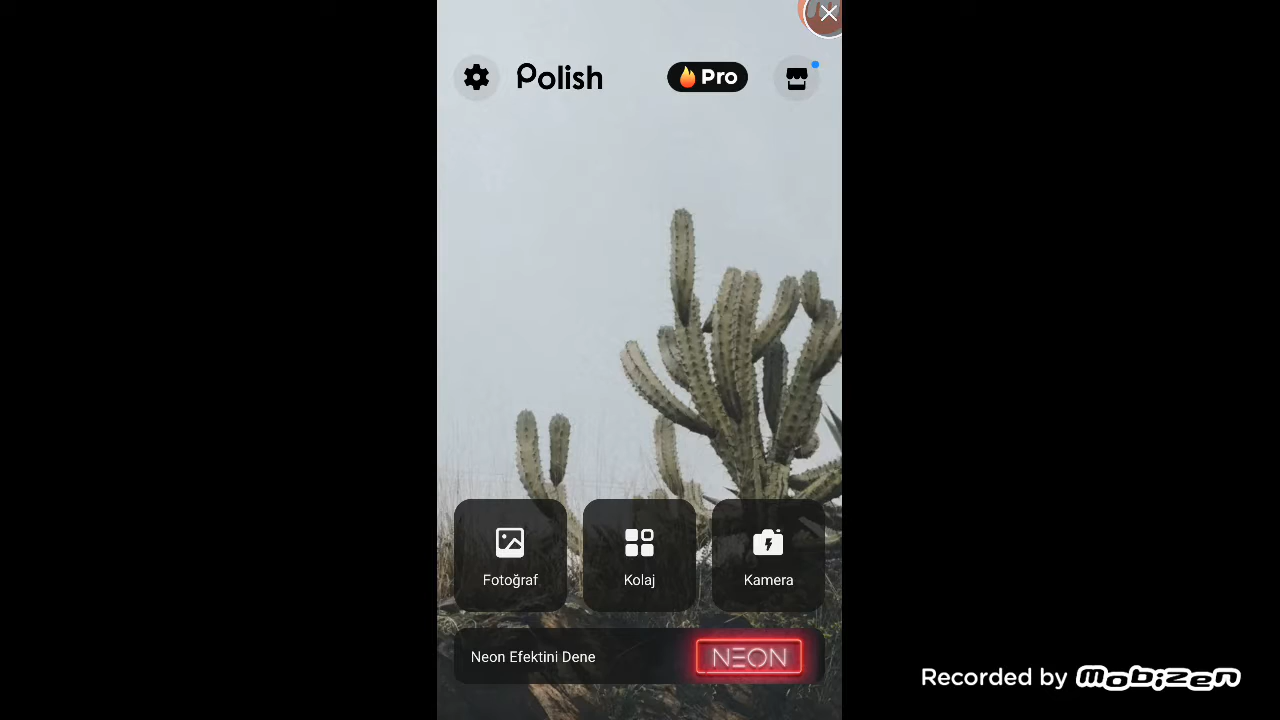 Polish
Pro
Fotoğraf
Kolaj
Kamera
Neon Efektini Dene
NEON
Recorded by mobizen